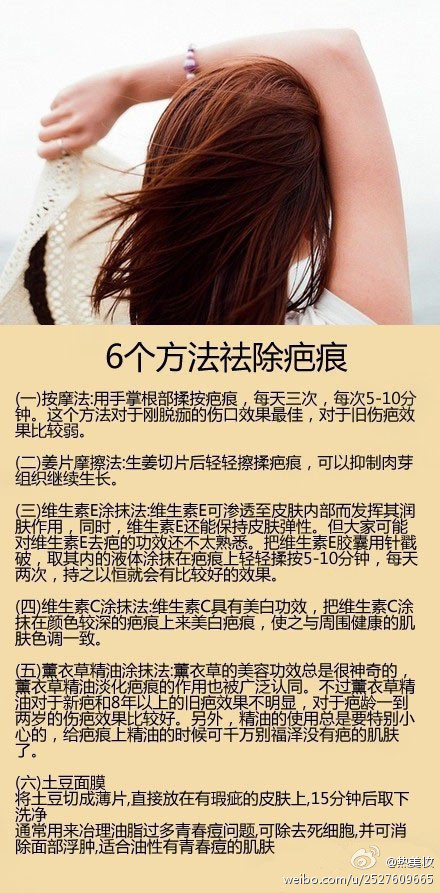 6个方法祛除疤痕
(一)按摩法:用手掌根部揉按疤痕，每天三次，每次5-10分
钟。这个方法对于刚脱痂的伤口效果最佳，对于旧伤疤效
果比较弱。
(二)姜片摩擦法:生姜切片后轻轻擦揉疤痕，可以抑制肉芽
组织继续生长。
(三)维生素E涂抹法:维生素E可渗透至皮肤内部而发挥其润
肤作用，同时，维生素E还能保持皮肤弹性。但大家可能
对维生素E去疤的功效还不太熟悉。把维生素E胶囊用针戳
破，取其内的液体涂抹在疤痕上轻轻揉按5-10分钟，每天
两次，持之以恒就会有比较好的效果。
(四)维生素C涂抹法:维生素C具有美白功效，把维生素C涂
抹在颜色较深的疤痕上来美白疤痕，使之与周围健康的肌
肤色调一致。
(五)薰衣草精油涂抹法:薰衣草的美容功效总是很神奇的，
薰衣草精油淡化疤痕的作用也被广泛认同。不过薰衣草精
油对于新疤和8年以上的旧疤效果不明显，对于疤龄一到
两岁的伤疤效果比较好。另外，精油的使用总是要特别小
心的，给疤痕上精油的时候可千万别福泽没有疤的肌肤
了。
(六)土豆面膜
将土豆切成薄片,直接放在有瑕疵的皮肤上,15分钟后取下
洗净
通常用来冶理油脂过多青春痘问题,可除去死细胞,并可消
除面部浮肿,适合油性有青春痘的肌肤
@热美妆
weibo.com/u/2527609665